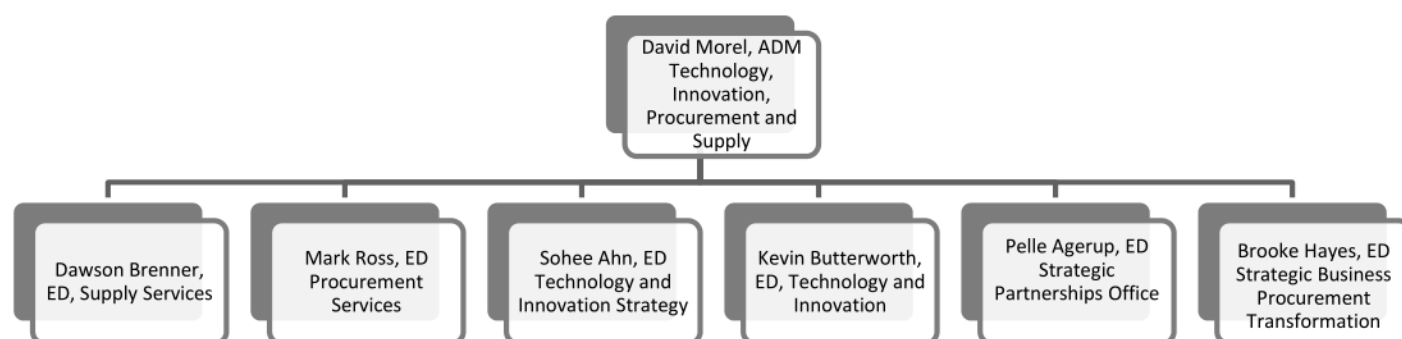 David Morel, ADM
Technology,
Innovation,
Procurement and
Supply
Dawson Brenner,
ED, Supply Services
Mark Ross, ED
Procurement
Services
Sohee Ahn, ED
Technology and
Innovation Strategy
Kevin Butterworth,
ED, Technology and
Innovation
Pelle Agerup, ED
Strategic
Partnerships Office
Brooke Hayes, ED
Strategic Business
Procurement
Transformation